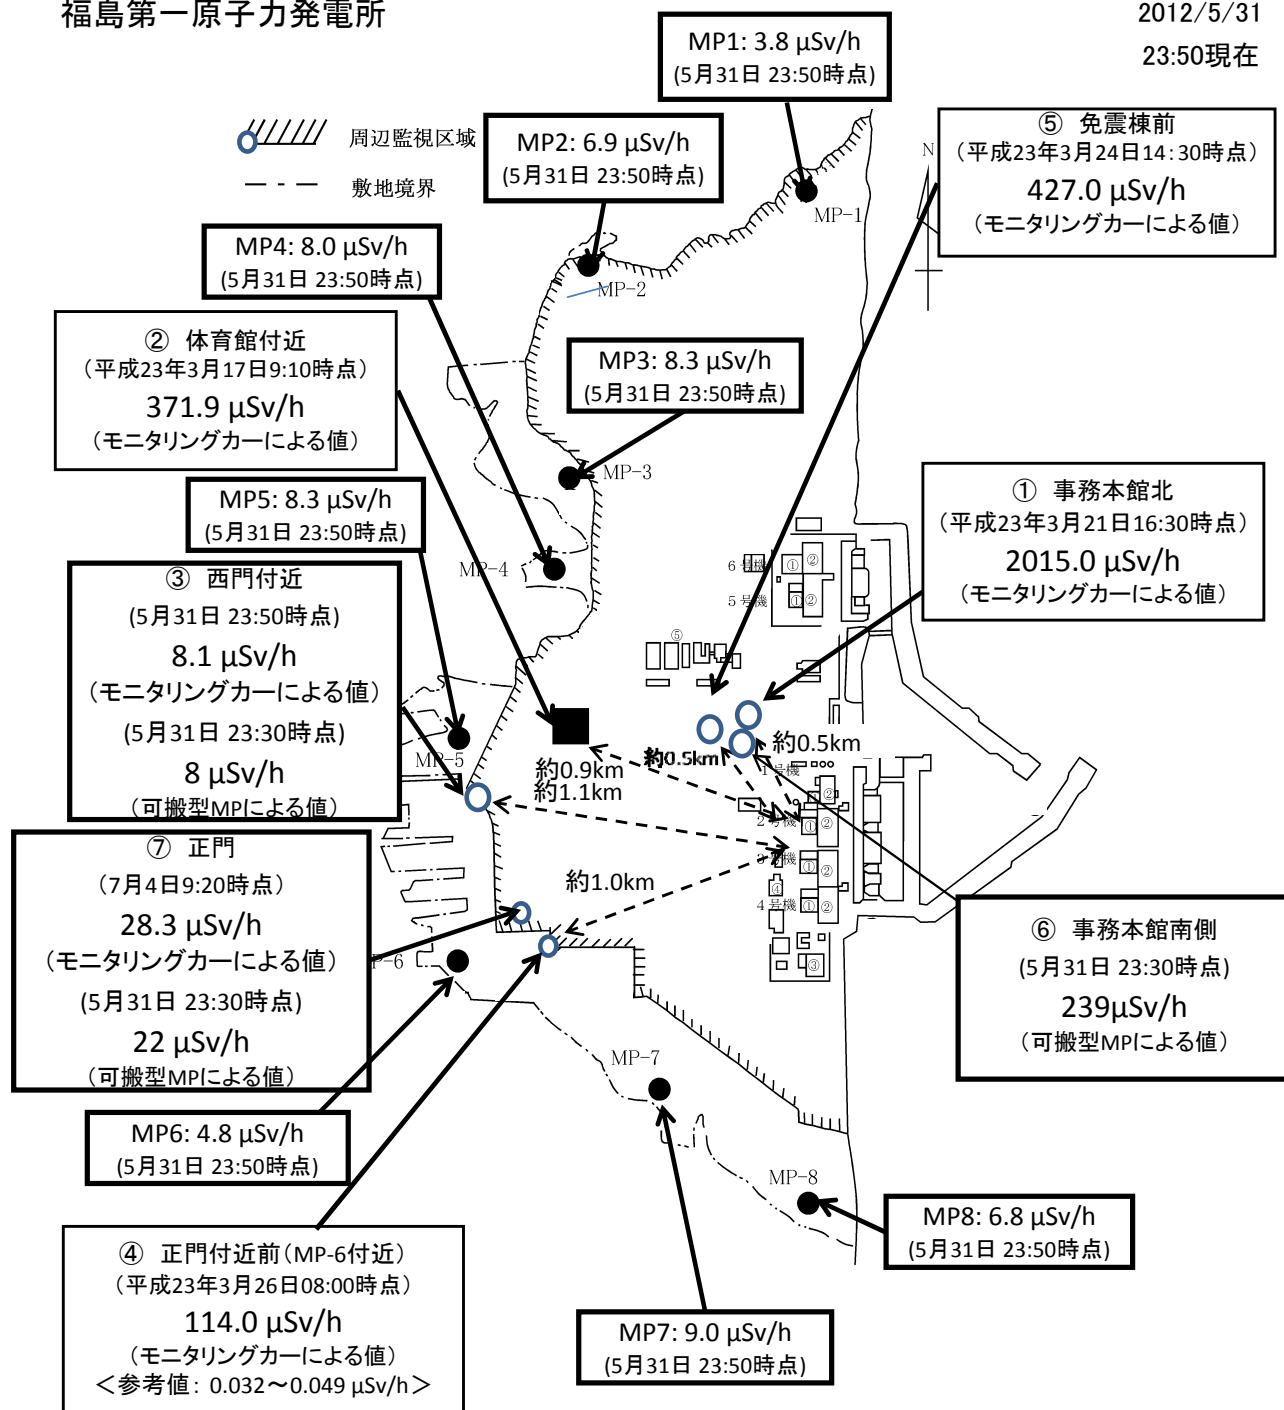 福島第一原子力発電所
2012/5/31
23:50現在
周辺監視区域
敷地境界
N
MP1: 3.8 μSv/h
(5月31日 23:50時点)
MP-1
MP2: 6.9 μSv/h
(5月31日 23:50時点)
MP-2
⑤ 免震棟前
(平成23年3月24日14:30時点)
427.0 μSv/h
(モニタリングカーによる値)
MP4: 8.0 μSv/h
(5月31日 23:50時点)
② 体育館付近
(平成23年3月17日9:10時点)
371.9 μSv/h
(モニタリングカーによる値)
MP3: 8.3 μSv/h
(5月31日 23:50時点)
MP-3
MP5: 8.3 μSv/h
(5月31日 23:50時点)
① 事務本館北
(平成23年3月21日16:30時点)
2015.0 μSv/h
(モニタリングカーによる値)
MP-4
6号機
① ②
5号機
① ②
⑤
③ 西門付近
(5月31日 23:50時点)
8.1 μSv/h
(モニタリングカーによる値)
(5月31日 23:30時点)
8 μSv/h
(可搬型MPによる値)
MP-5
約0.9km
約1.1km
約0.5km
約0.5km
1号機
① ②
2号機
① ②
3号機
① ②
④
4号機
① ②
③
⑦ 正門
(7月4日9:20時点)
28.3 μSv/h
(モニタリングカーによる値)
(5月31日 23:30時点)
22 μSv/h
(可搬型MPによる値)
約1.0km
P-6
⑥ 事務本館南側
(5月31日 23:30時点)
239μSv/h
(可搬型MPによる値)
MP-7
MP6: 4.8 μSv/h
(5月31日 23:50時点)
MP-8
MP8: 6.8 μSv/h
(5月31日 23:50時点)
④ 正門付近前(MP-6付近)
(平成23年3月26日08:00時点)
114.0 μSv/h
(モニタリングカーによる値)
<参考値: 0.032~0.049 μSv/h>
MP7: 9.0 μSv/h
(5月31日 23:50時点)